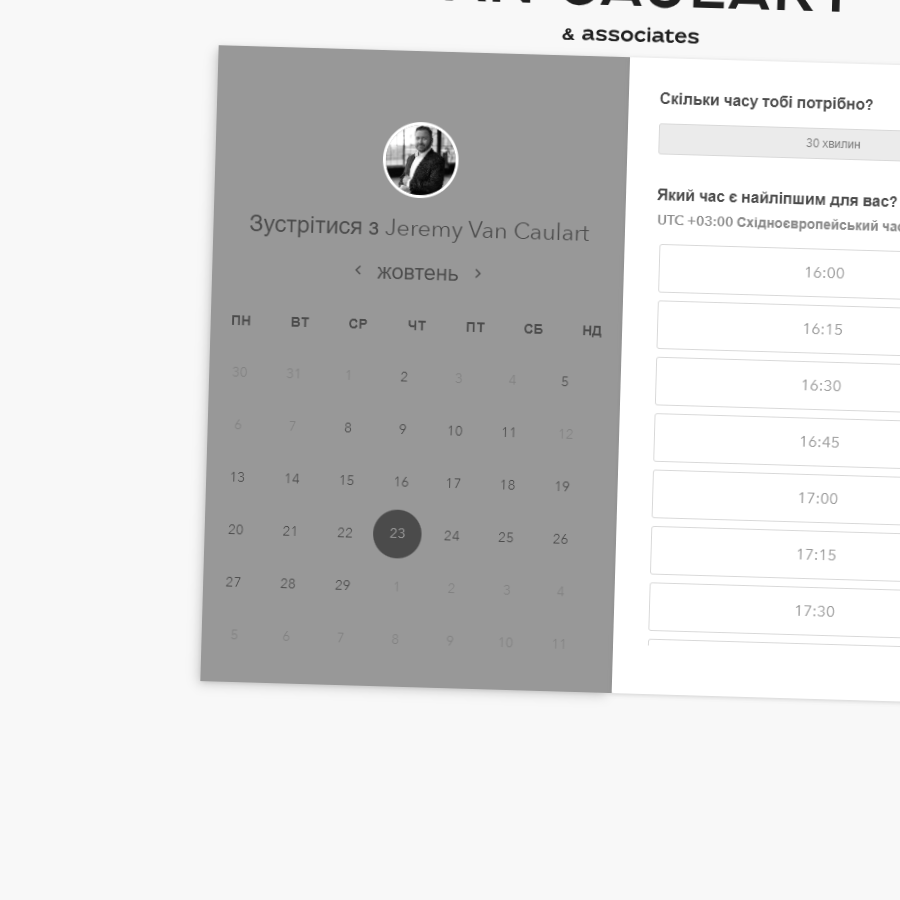 VAN CAULART
& associates
Зустрітися з Jeremy Van Caulart
жовтень
ПН ВТ СР ЧТ ПТ СБ НД
30 31 1 2 3 4 5
6 7 8 9 10 11 12
13 14 15 16 17 18 19
20 21 22 23 24 25 26
27 28 29 1 2 3 4
5 6 7 8 9 10 11
Скільки часу тобі потрібно?
30 хвилин
Який час є найліпшим для вас?
UTC +03:00 Східноєвропейський
16:00
16:15
16:30
16:45
17:00
17:15
17:30